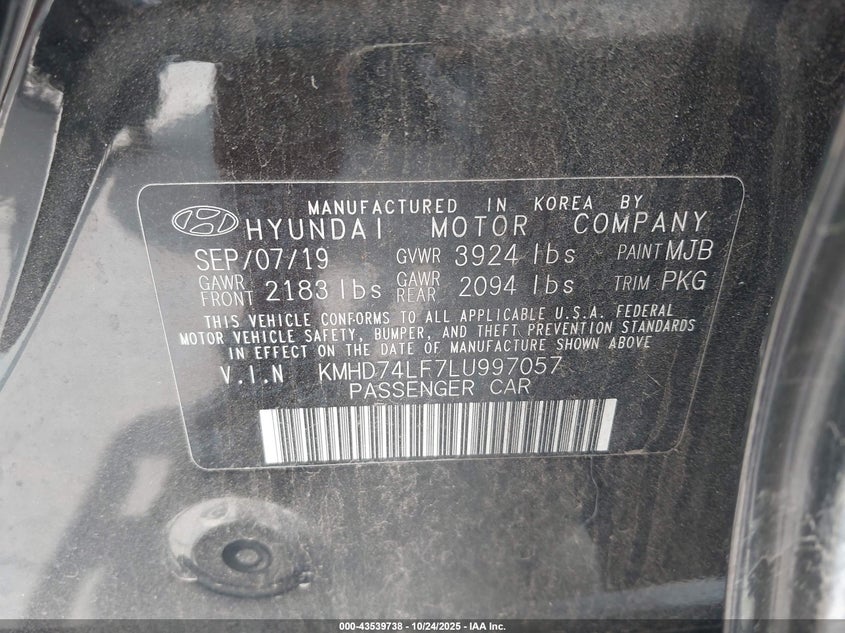 MANUFACTURED IN KOREA BY
HYUNDAI MOTOR COMPANY
SEP/07/19 GVWR 3924 lbs PAINT MJB
GAWR FRONT 2183 lbs GAWR REAR 2094 lbs TRIM PKG
THIS VEHICLE CONFORMS TO ALL APPLICABLE U.S.A. FEDERAL
MOTOR VEHICLE SAFETY, BUMPER, AND THEFT PREVENTION STANDARDS
IN EFFECT ON THE DATE OF MANUFACTURE SHOWN ABOVE
V.I.N KMHD74LF7LU997057
PASSENGER CAR
000-43539738 - 10/24/2025 - IAA Inc.